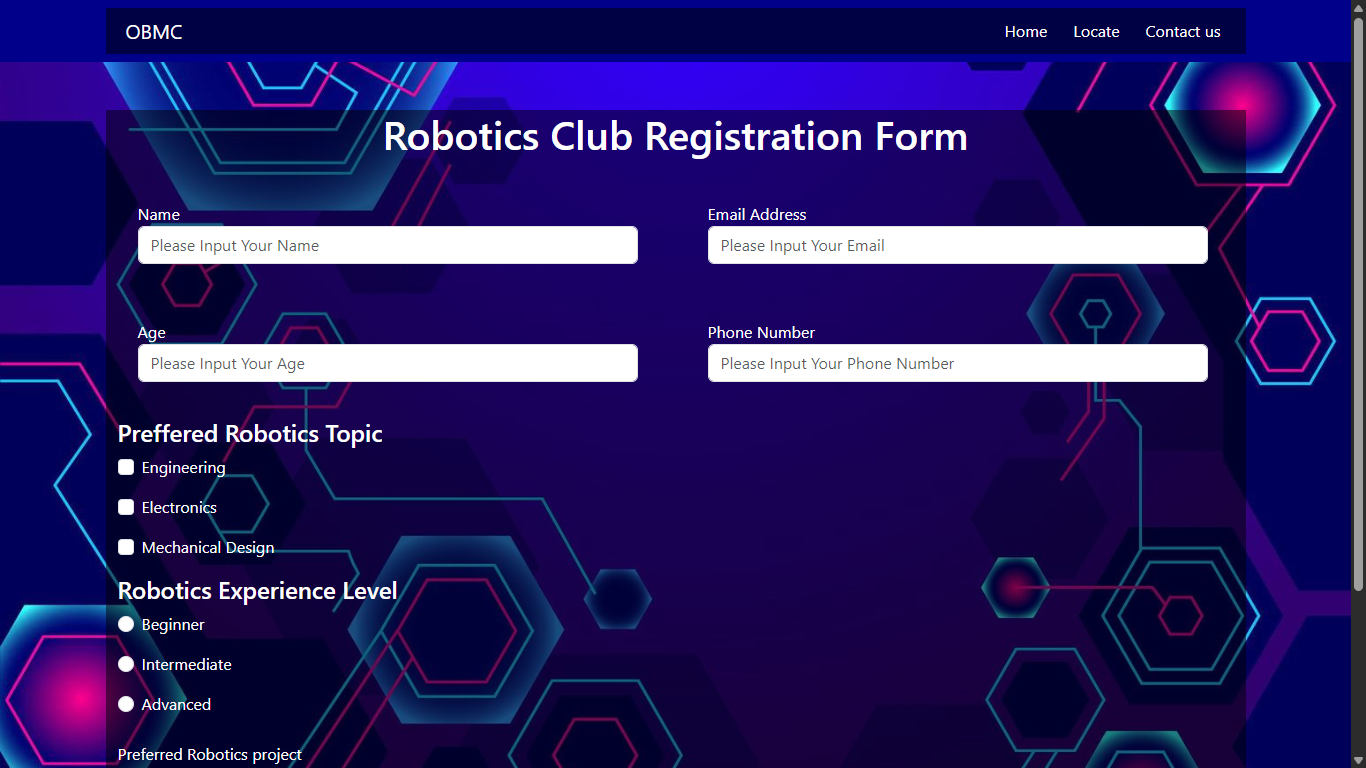 OBMC Home Locate Contact us
Robotics Club Registration Form
Name Email Address
Please Input Your Name Please Input Your Email
Age Phone Number
Please Input Your Age Please Input Your Phone Number
Preffered Robotics Topic
Engineering
Electronics
Mechanical Design
Robotics Experience Level
Beginner
Intermediate
Advanced
Preferred Robotics project